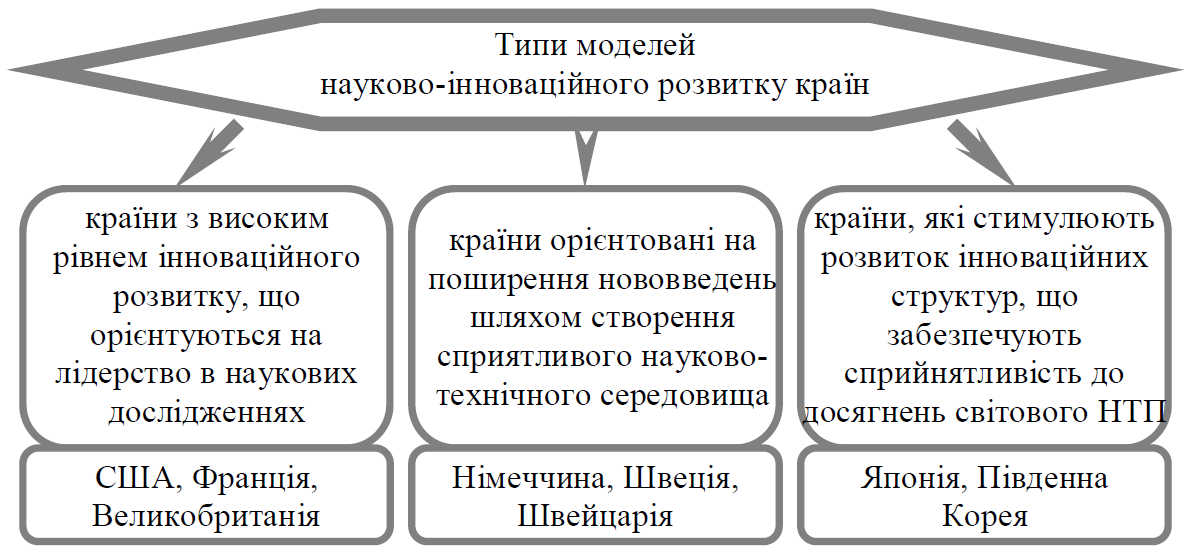 Типи моделей
науково-інноваційного розвитку країн
країни з високим
рівнем інноваційного
розвитку, що
орієнтуються на
лідерство в наукових
дослідженнях
країни орієнтовані на
поширення нововведень
шляхом створення
сприятливого науково-
технічного середовища
країни, які стимулюють
розвиток інноваційних
структур, що
забезпечують
сприйнятливість до
досягнень світового НТП
США, Франція,
Великобританія
Німеччина, Швеція,
Швейцарія
Японія, Південна
Корея